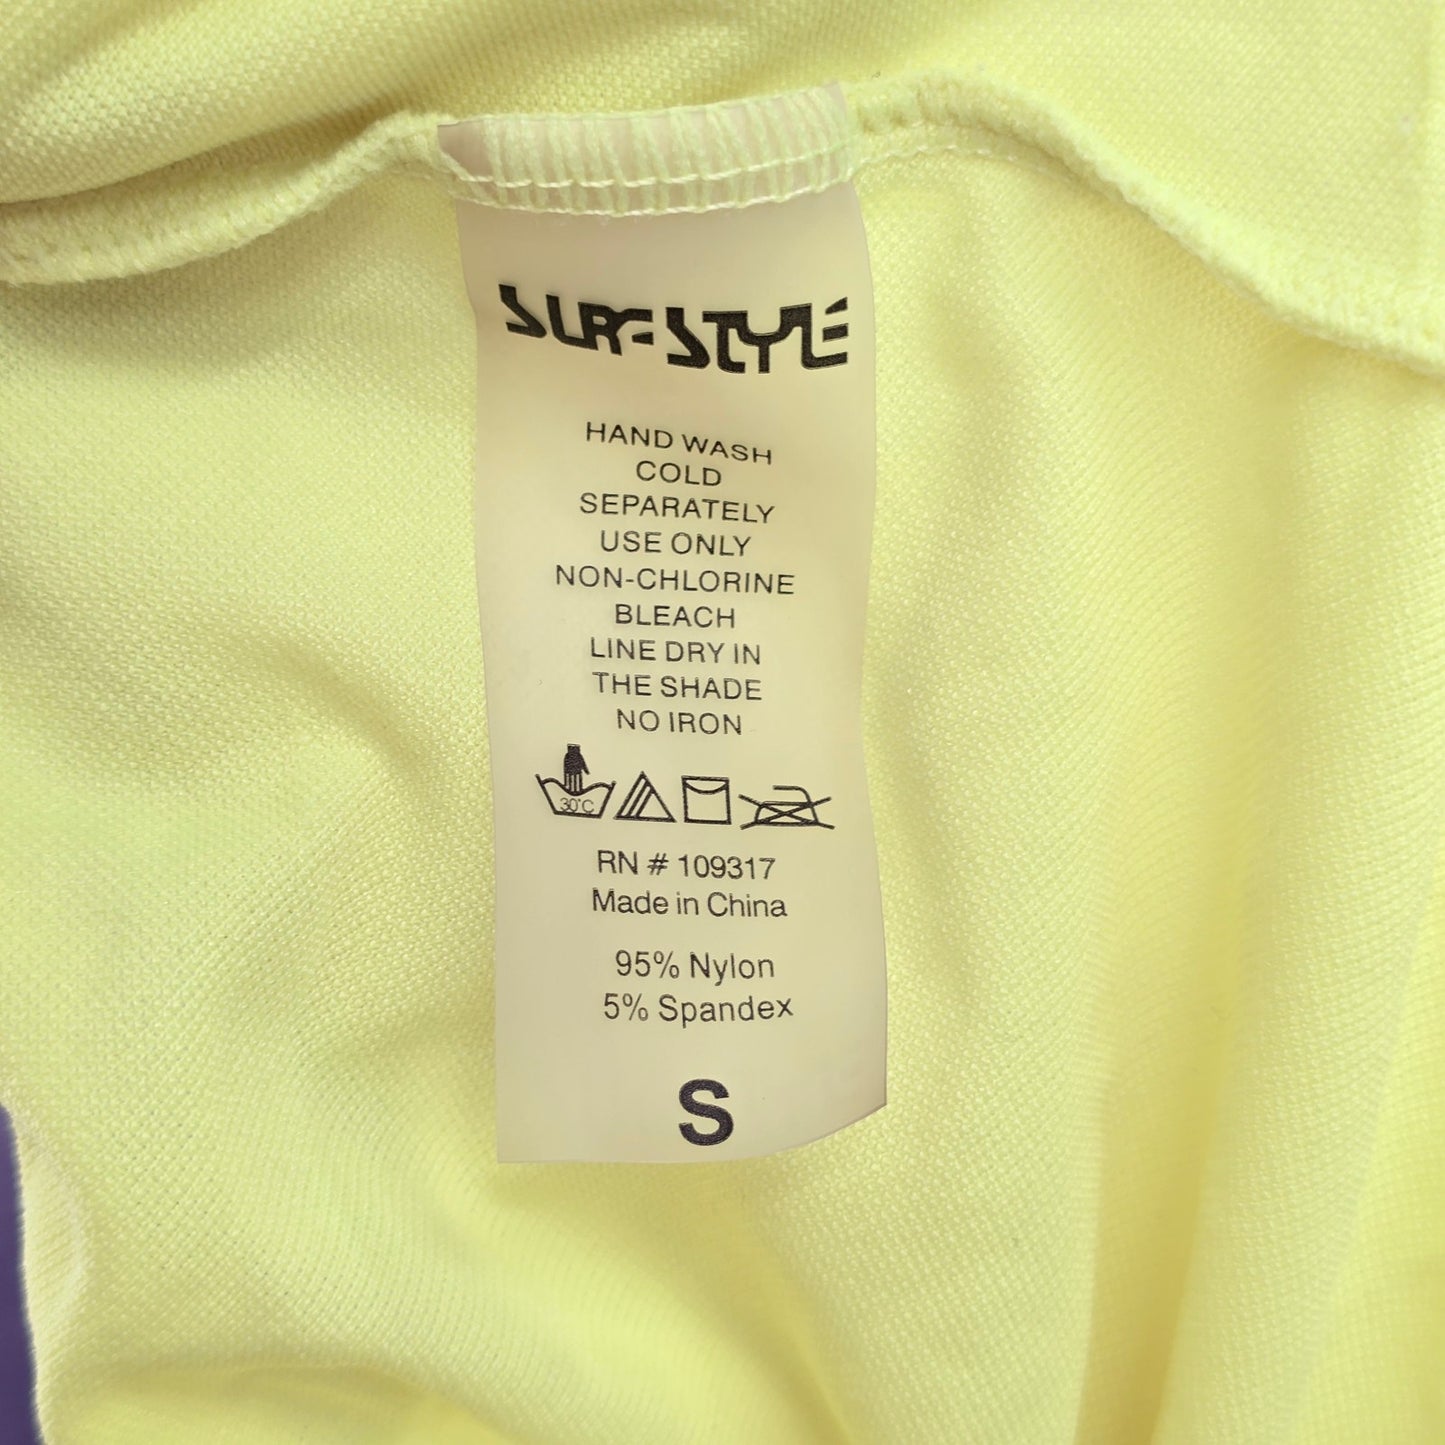 SURF STYLE
HAND WASH
COLD
SEPARATELY
USE ONLY
NON-CHLORINE
BLEACH
LINE DRY IN
THE SHADE
NO IRON
30°C
RN # 109317
Made in China
95% Nylon
5% Spandex
S